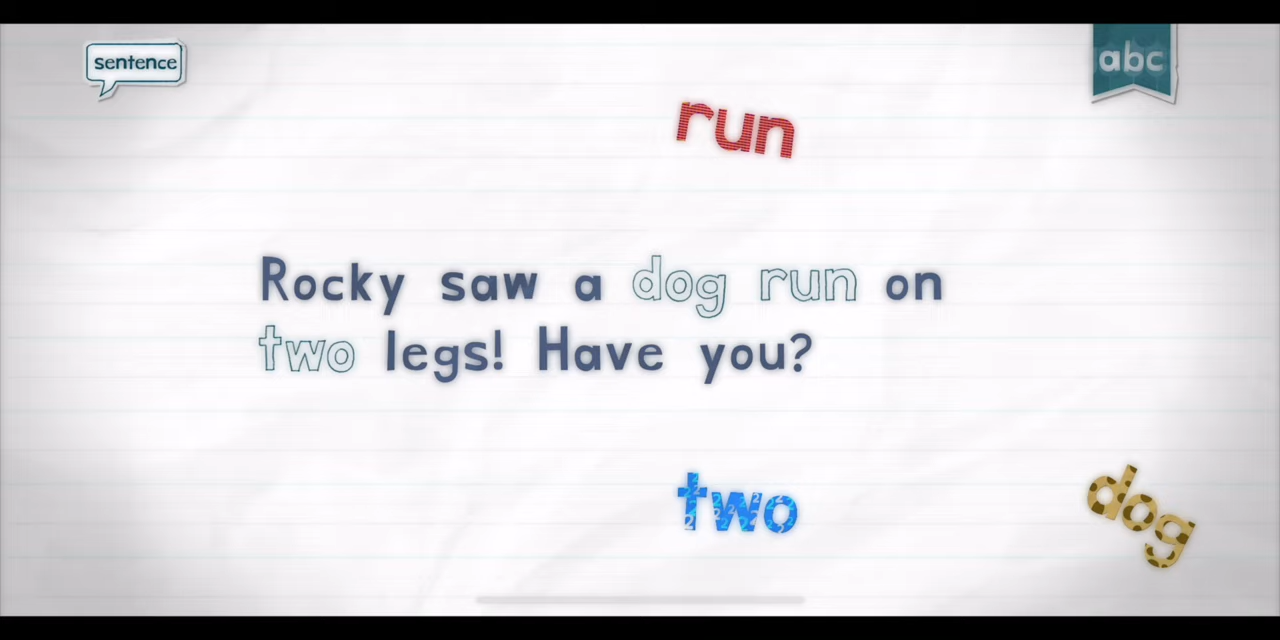 sentence
abc
run
Rocky saw a dog run on
two legs! Have you?
two
dog